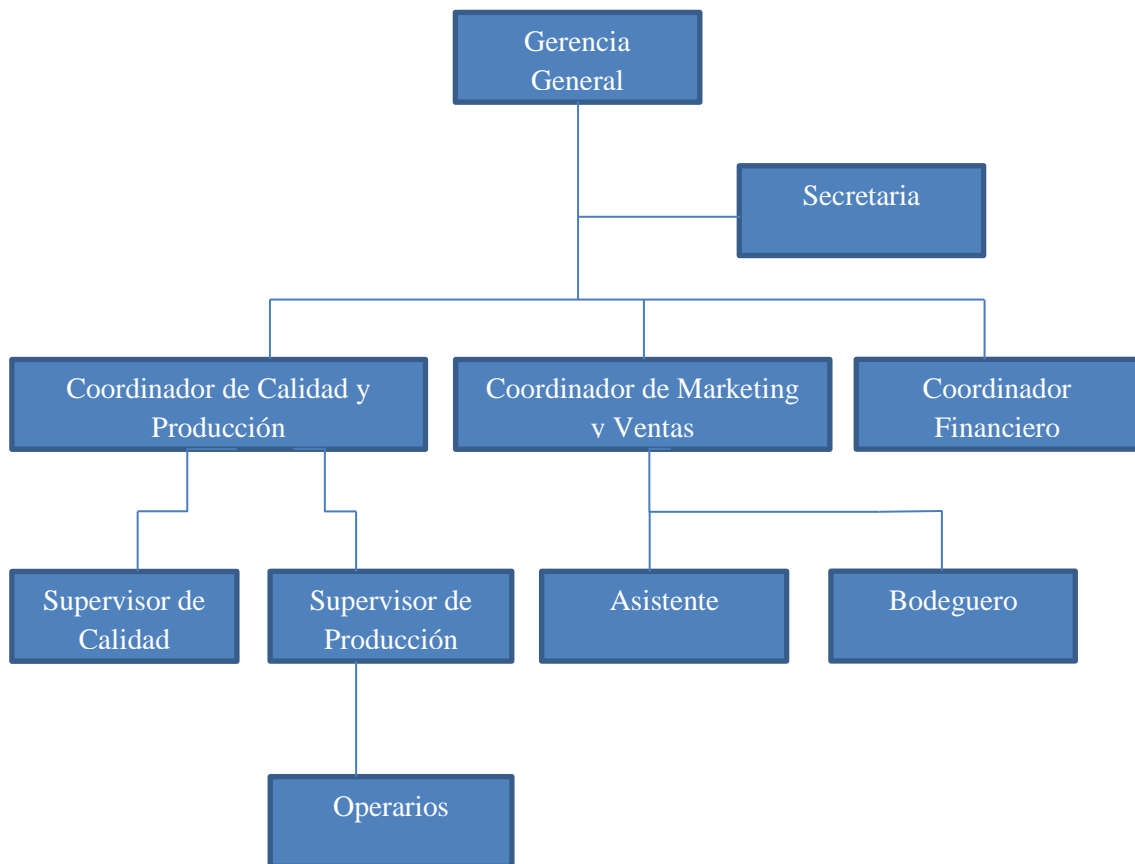 Gerencia
General
Secretaria
Coordinador de Calidad y
Producción
Coordinador de Marketing
y Ventas
Coordinador
Financiero
Supervisor de
Calidad
Supervisor de
Producción
Asistente
Bodeguero
Operarios